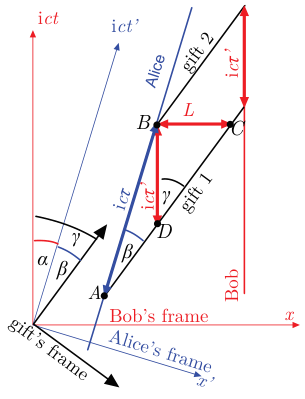 ict
ict'
Alice
gift 2
icτ'
B
L
C
icτ
icτ'
γ
gift 1
D
γ
α
β
β
A
Bob
Bob's frame
x
gift's frame
Alice's frame
x'